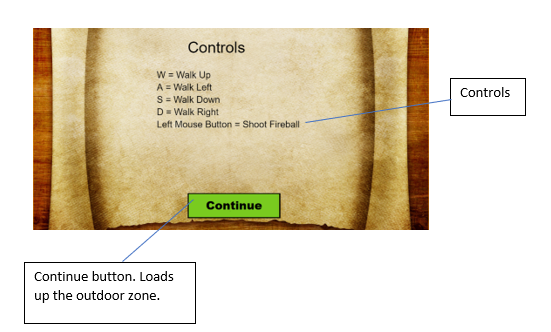 Controls
W = Walk Up
A = Walk Left
S = Walk Down
D = Walk Right
Left Mouse Button = Shoot Fireball
Controls
Continue
Continue button. Loads
up the outdoor zone.